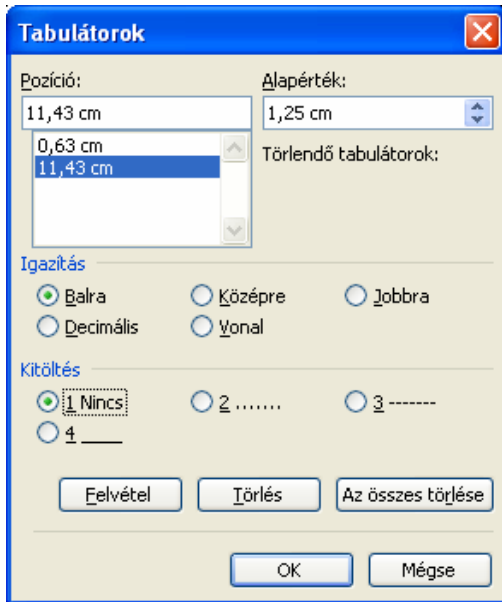 Tabulátorok
Pozíció: Alapérték:
11,43 cm 1,25 cm
0,63 cm Törlendő tabulátorok:
11,43 cm
Igazítás
Balra Középre Jobbra
Decimális Vonal
Kitöltés
1 Nincs 2 ....... 3 -------
4 ____
Felvétel Törlés Az összes törlése
OK Mégse